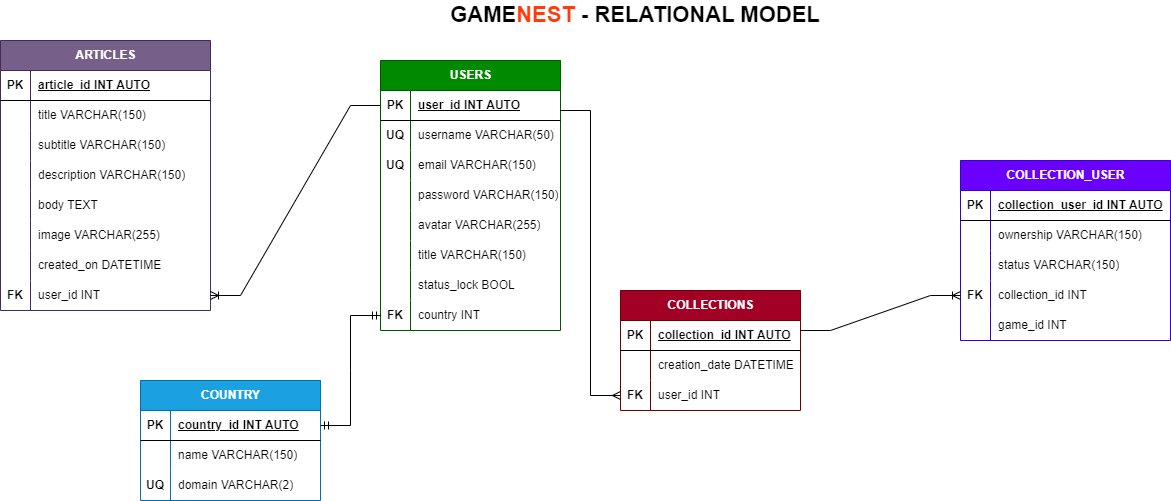 GAMENEST - RELATIONAL MODEL
ARTICLES
PK article_id INT AUTO
title VARCHAR(150)
subtitle VARCHAR(150)
description VARCHAR(150)
body TEXT
image VARCHAR(255)
created_on DATETIME
FK user_id INT
USERS
PK user_id INT AUTO
UQ username VARCHAR(50)
UQ email VARCHAR(150)
password VARCHAR(150)
avatar VARCHAR(255)
title VARCHAR(150)
status_lock BOOL
FK country INT
COUNTRY
PK country_id INT AUTO
name VARCHAR(150)
UQ domain VARCHAR(2)
COLLECTIONS
PK collection_id INT AUTO
creation_date DATETIME
FK user_id INT
COLLECTION_USER
PK collection_user_id INT AUTO
ownership VARCHAR(150)
status VARCHAR(150)
FK collection_id INT
game_id INT